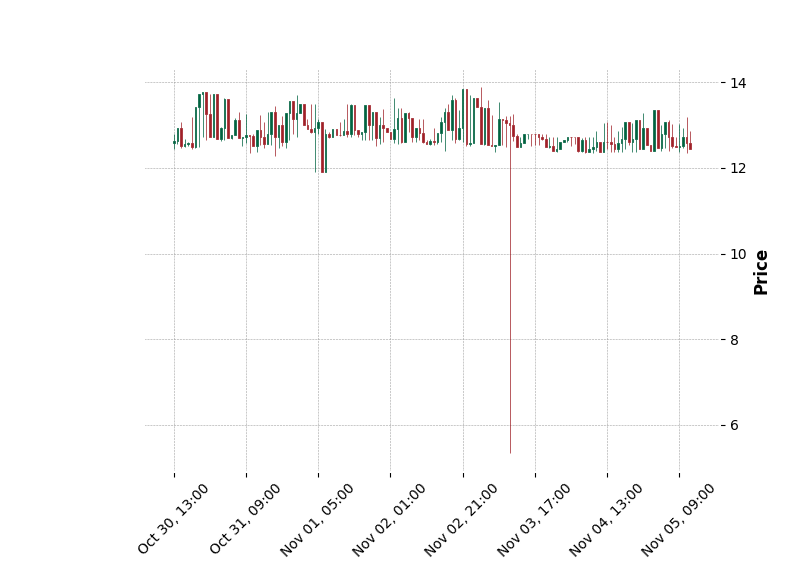 14
12
10
8
6
Price
Oct 30, 13:00
Oct 31, 09:00
Nov 01, 05:00
Nov 02, 01:00
Nov 02, 21:00
Nov 03, 17:00
Nov 04, 13:00
Nov 05, 09:00